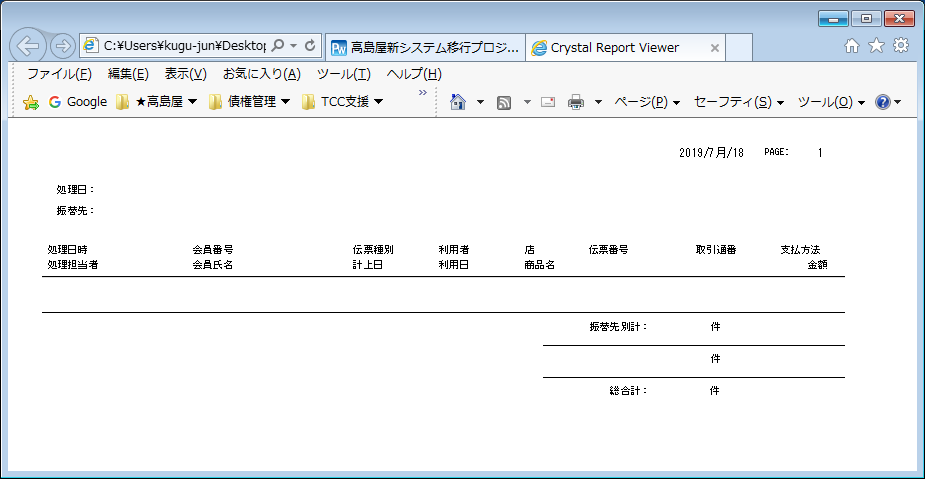 C:¥Users¥kugu-jun¥Desktop
高島屋新システム移行プロジ...
Crystal Report Viewer
ファイル(F) 編集(E) 表示(V) お気に入り(A) ツール(T) ヘルプ(H)
Google ★高島屋 債権管理 TCC支援 ページ(P) セーフティ(S) ツール(O)
2019/7月/18 PAGE: 1
処理日:
振替先:
処理日時 会員番号 伝票種別 利用者 店 伝票番号 取引通番 支払方法
処理担当者 会員氏名 計上日 利用日 商品名 金額
振替先別計: 件
件
総合計: 件